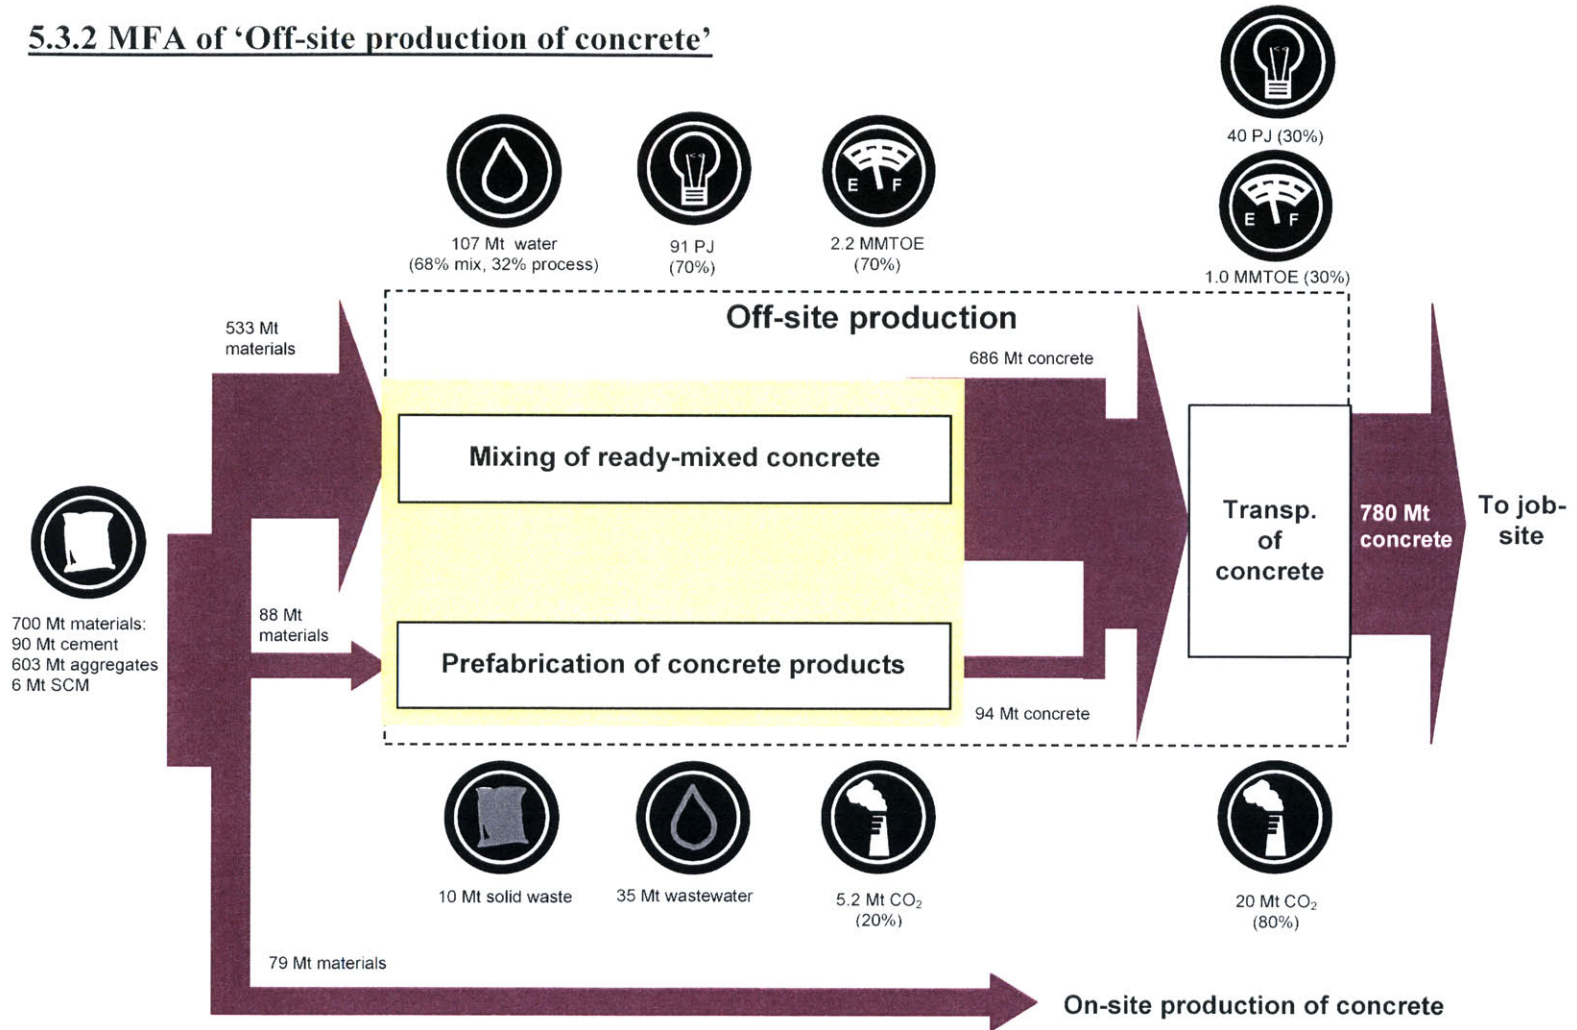 5.3.2 MFA of ‘Off-site production of concrete’
40 PJ (30%)
E F
1.0 MMTOE (30%)
107 Mt water
(68% mix, 32% process)
91 PJ
(70%)
E F
2.2 MMTOE
(70%)
Off-site production
533 Mt
materials
686 Mt concrete
Mixing of ready-mixed concrete
Transp.
of
concrete
780 Mt
concrete
To job-
site
700 Mt materials:
90 Mt cement
603 Mt aggregates
6 Mt SCM
88 Mt
materials
Prefabrication of concrete products
94 Mt concrete
10 Mt solid waste
35 Mt wastewater
5.2 Mt CO₂
(20%)
20 Mt CO₂
(80%)
79 Mt materials
On-site production of concrete